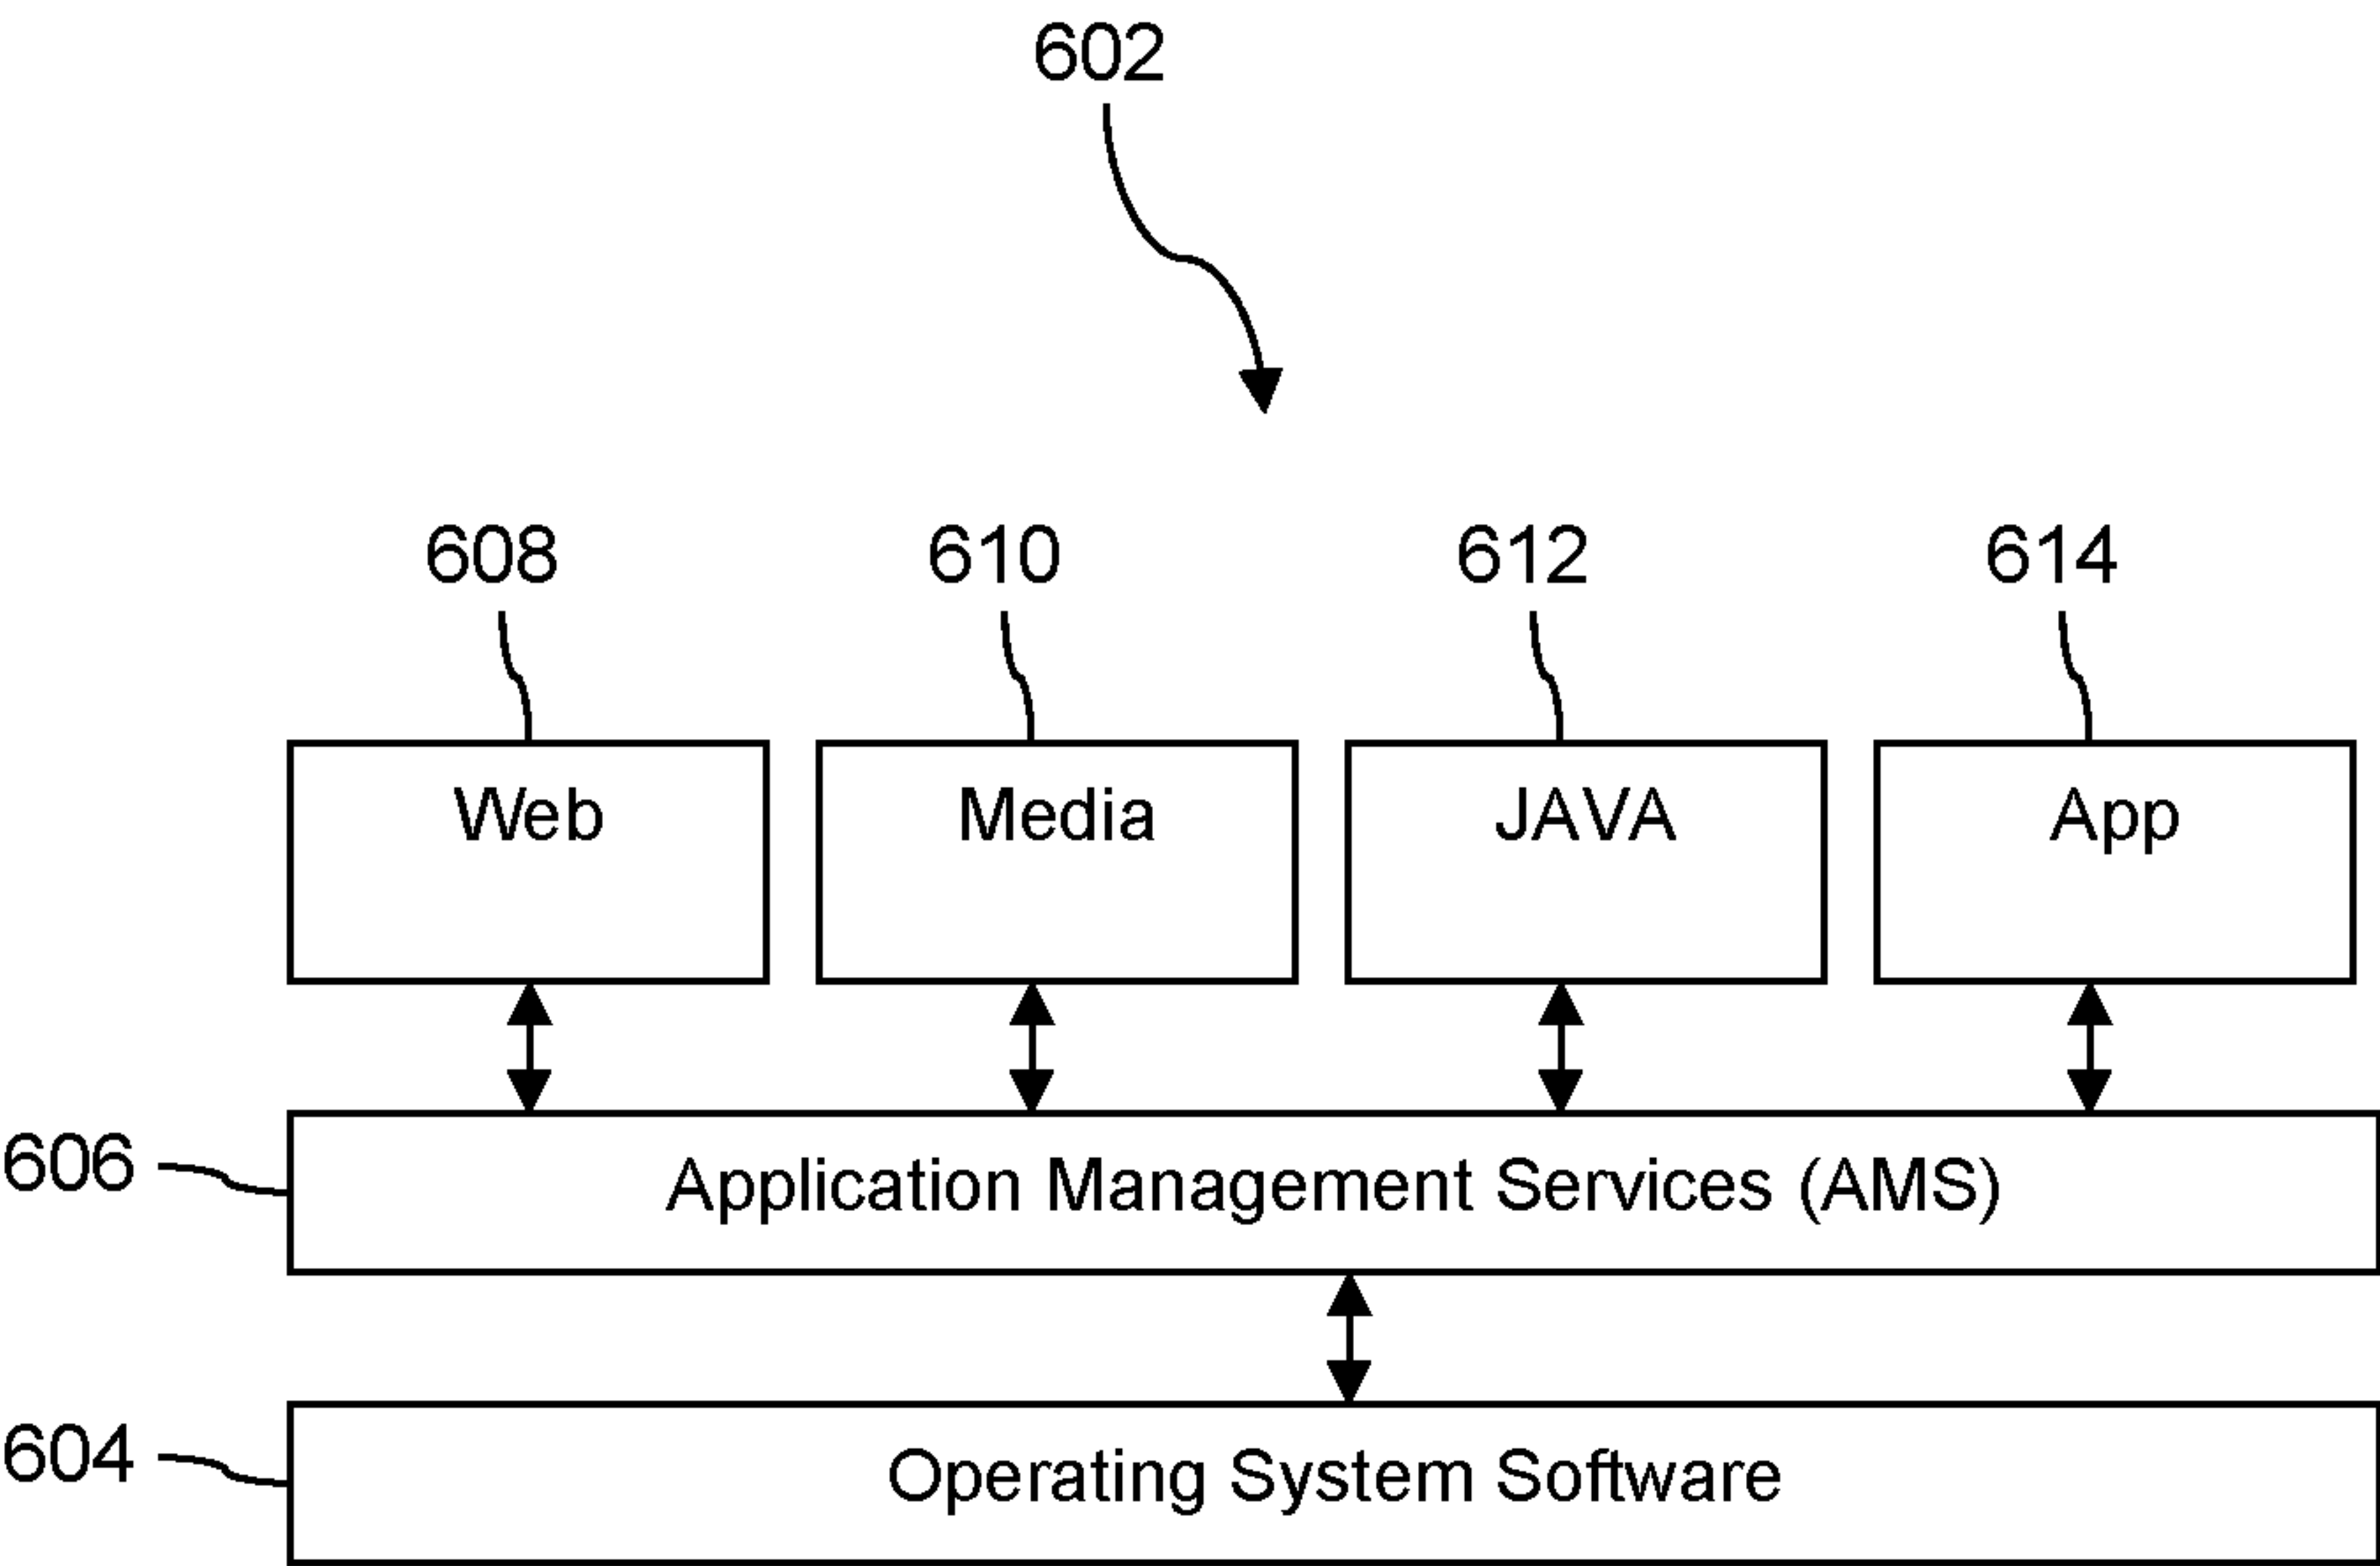 602
608 610 612 614
Web Media JAVA App
606 Application Management Services (AMS)
604 Operating System Software